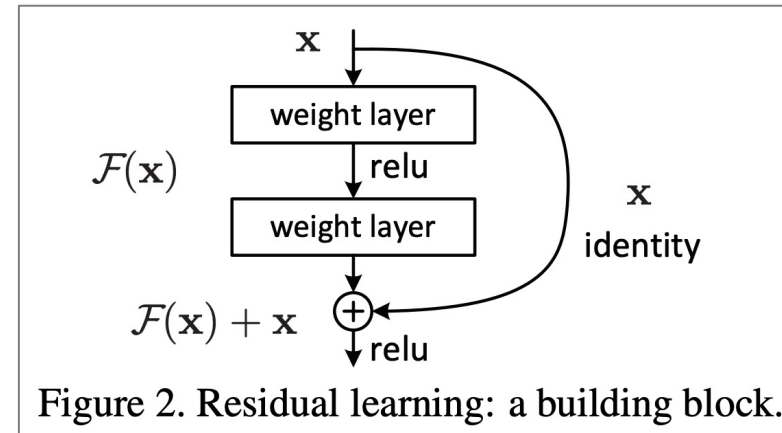 x
weight layer
F(x)
relu
weight layer
x
identity
F(x) + x
+
relu
Figure 2. Residual learning: a building block.